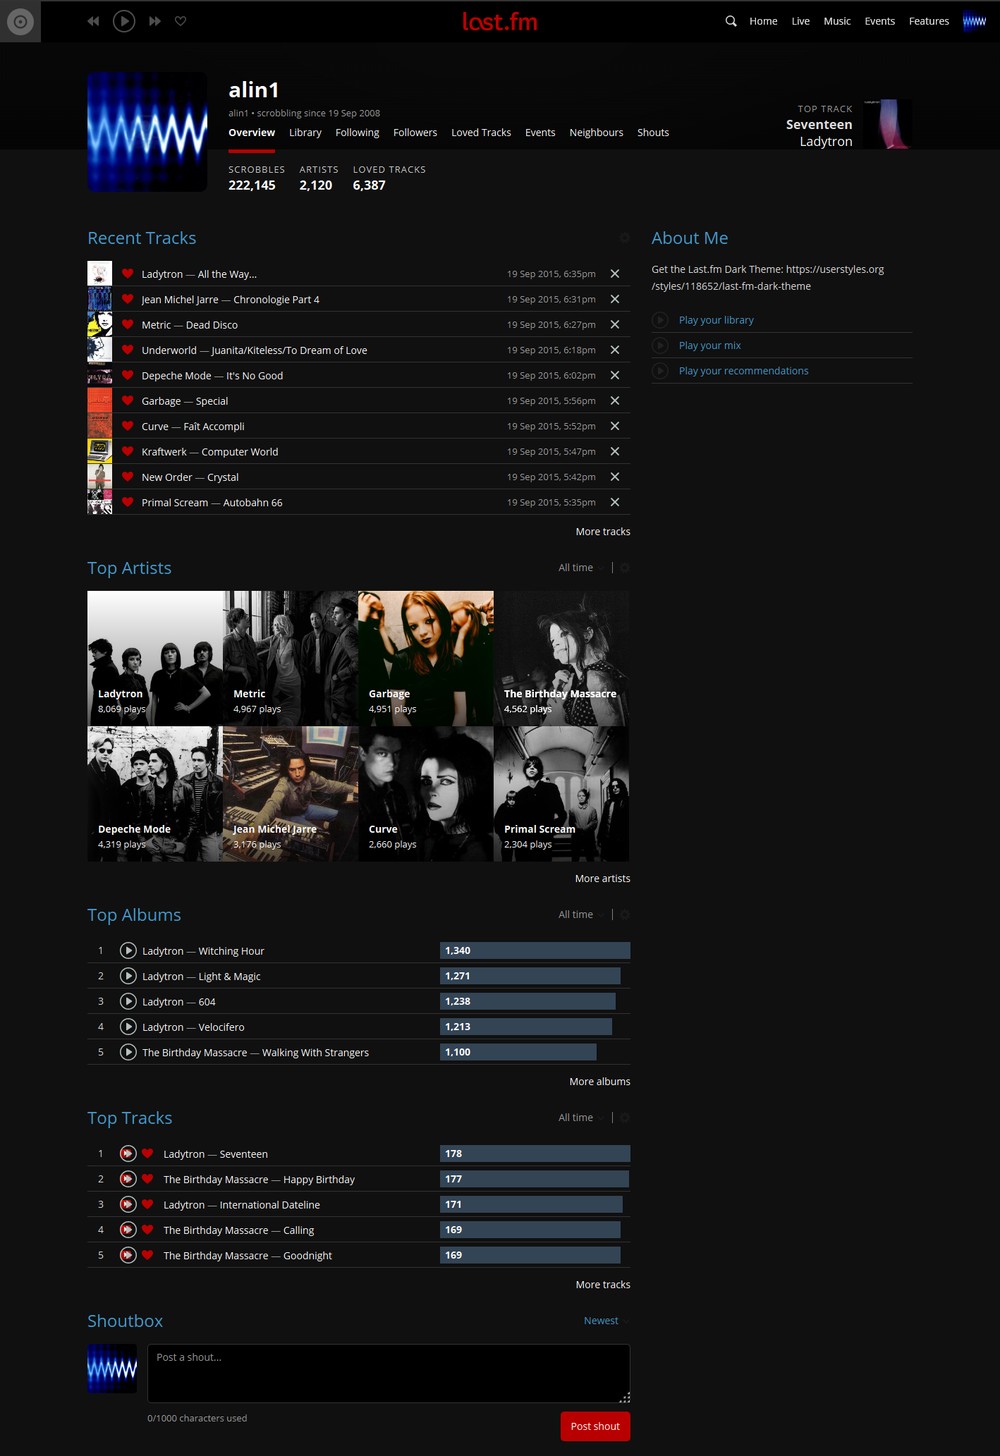 last.fm
Home Live Music Events Features
alin1
alin1 • scrobbling since 19 Sep 2008
Overview Library Following Followers Loved Tracks Events Neighbours Shouts
TOP TRACK
Seventeen
Ladytron
SCROBBLES ARTISTS LOVED TRACKS
222,145 2,120 6,387
Recent Tracks
Ladytron — All the Way... 19 Sep 2015, 6:35pm
Jean Michel Jarre — Chronologie Part 4 19 Sep 2015, 6:31pm
Metric — Dead Disco 19 Sep 2015, 6:27pm
Underworld — Juanita/Kiteless/To Dream of Love 19 Sep 2015, 6:18pm
Depeche Mode — It's No Good 19 Sep 2015, 6:02pm
Garbage — Special 19 Sep 2015, 5:56pm
Curve — Faît Accompli 19 Sep 2015, 5:52pm
Kraftwerk — Computer World 19 Sep 2015, 5:47pm
New Order — Crystal 19 Sep 2015, 5:42pm
Primal Scream — Autobahn 66 19 Sep 2015, 5:35pm
More tracks
About Me
Get the Last.fm Dark Theme: https://userstyles.org
/styles/118652/last-fm-dark-theme
Play your library
Play your mix
Play your recommendations
Top Artists All time
Ladytron
8,069 plays
Metric
4,967 plays
Garbage
4,951 plays
The Birthday Massacre
4,562 plays
Depeche Mode
4,319 plays
Jean Michel Jarre
3,176 plays
Curve
2,660 plays
Primal Scream
2,304 plays
More artists
Top Albums All time
1 Ladytron — Witching Hour 1,340
2 Ladytron — Light & Magic 1,271
3 Ladytron — 604 1,238
4 Ladytron — Velocifero 1,213
5 The Birthday Massacre — Walking With Strangers 1,100
More albums
Top Tracks All time
1 Ladytron — Seventeen 178
2 The Birthday Massacre — Happy Birthday 177
3 Ladytron — International Dateline 171
4 The Birthday Massacre — Calling 169
5 The Birthday Massacre — Goodnight 169
More tracks
Shoutbox Newest
Post a shout...
0/1000 characters used
Post shout